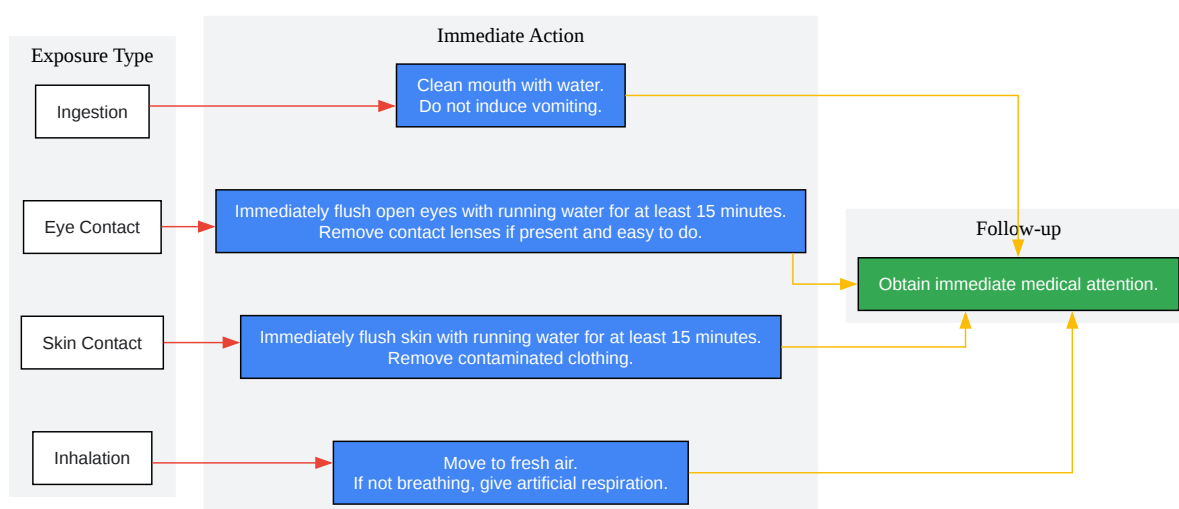 Exposure Type
Immediate Action
Ingestion
Clean mouth with water.
Do not induce vomiting.
Eye Contact
Immediately flush open eyes with running water for at least 15 minutes.
Remove contact lenses if present and easy to do.
Skin Contact
Immediately flush skin with running water for at least 15 minutes.
Remove contaminated clothing.
Inhalation
Move to fresh air.
If not breathing, give artificial respiration.
Follow-up
Obtain immediate medical attention.